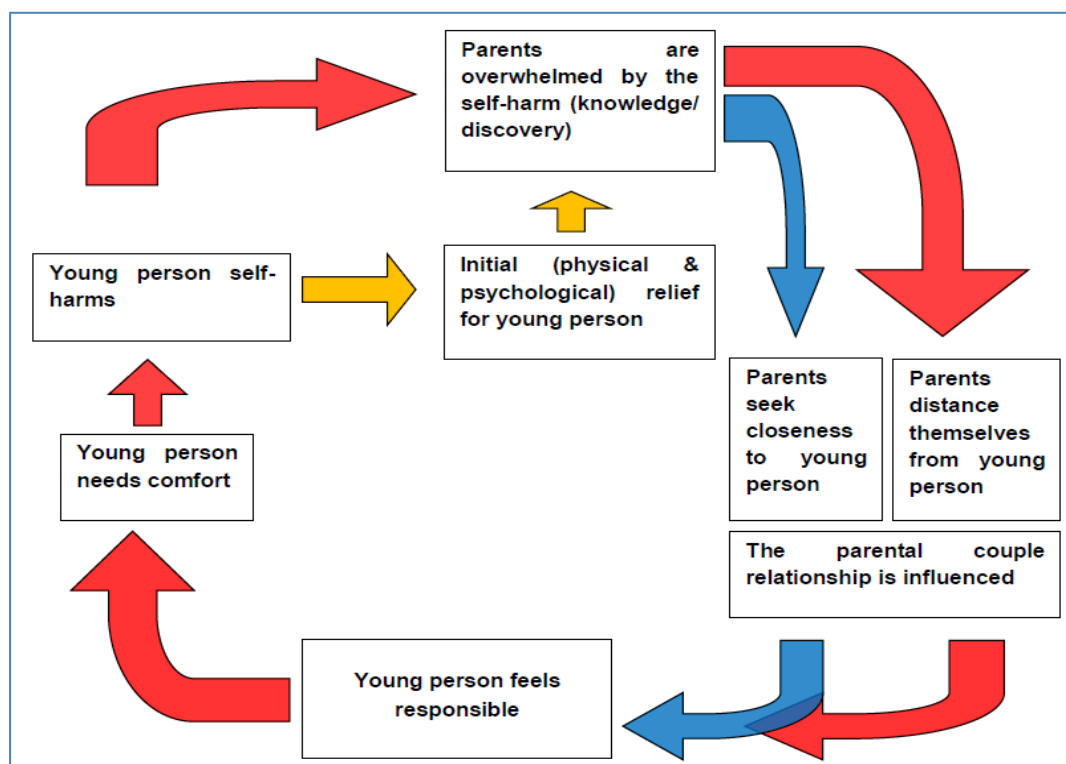 Parents are
overwhelmed by the
self-harm (knowledge/
discovery)
Young person self-
harms
Initial (physical &
psychological) relief
for young person
Parents
seek
closeness
to young
person
Parents
distance
themselves
from young
person
Young person
needs comfort
The parental couple
relationship is influenced
Young person feels
responsible